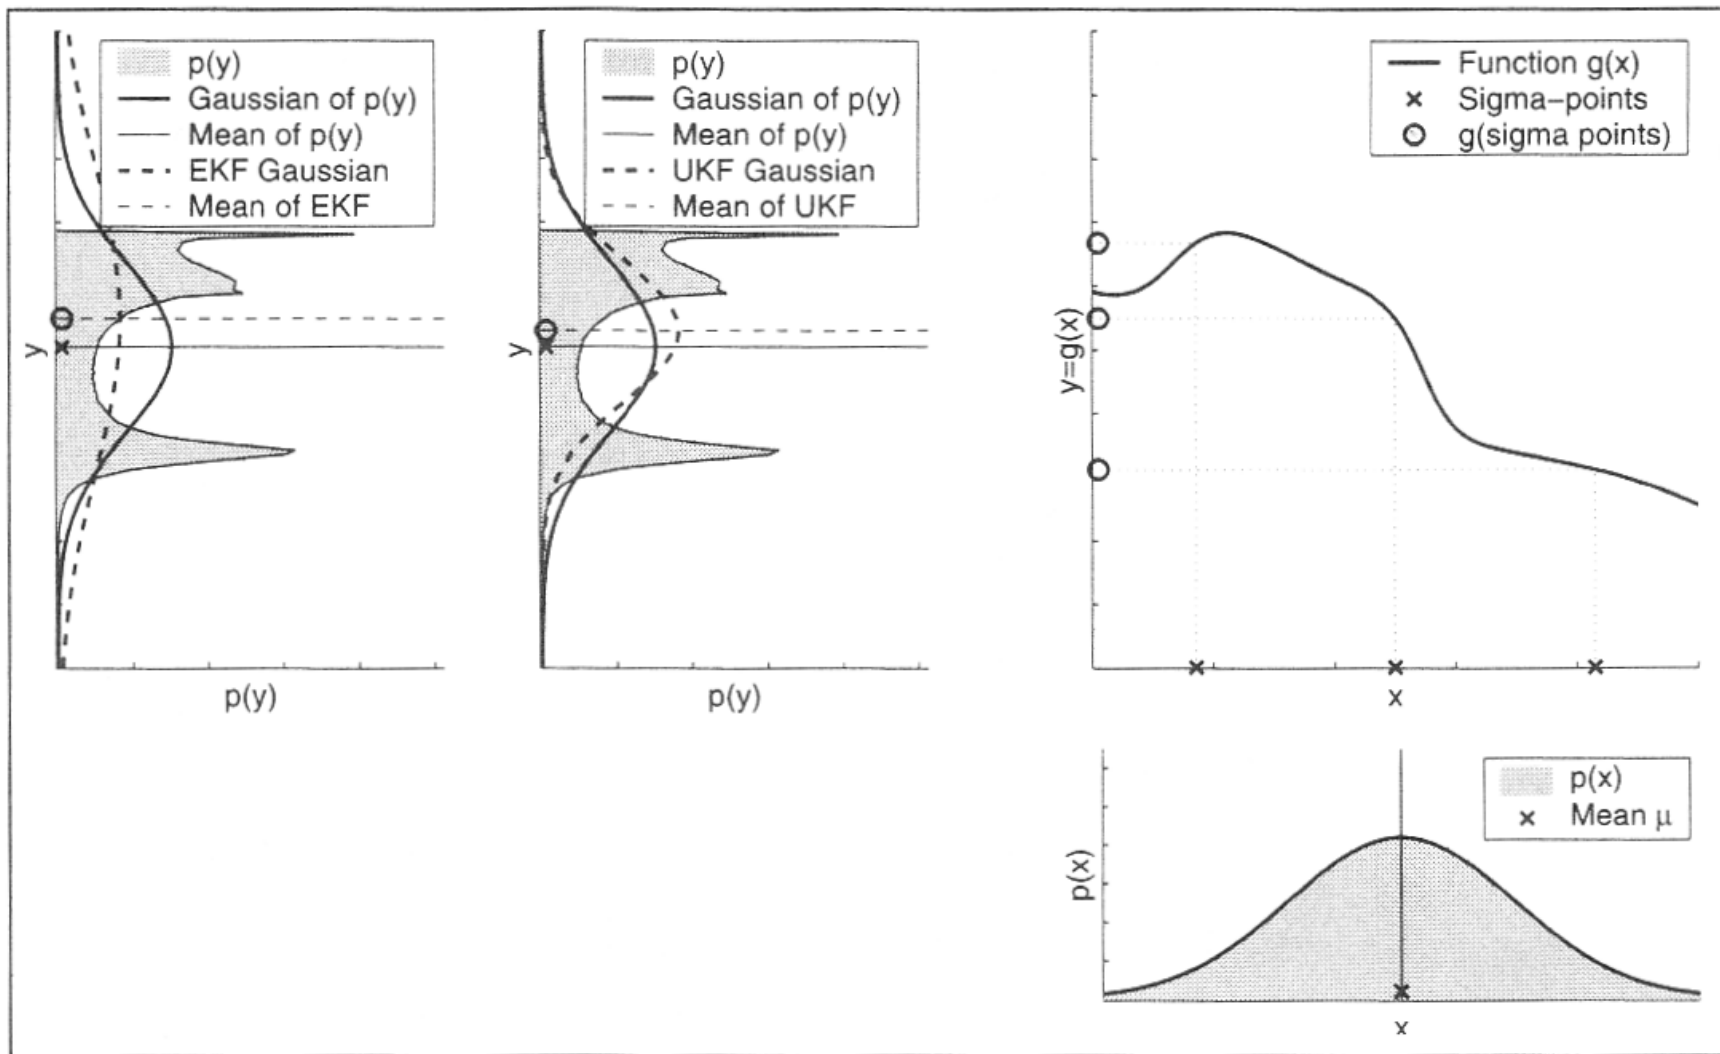 p(y)
Gaussian of p(y)
Mean of p(y)
EKF Gaussian
Mean of EKF
y
p(y)
p(y)
Gaussian of p(y)
Mean of p(y)
UKF Gaussian
Mean of UKF
y
p(y)
Function g(x)
Sigma-points
g(sigma points)
y=g(x)
x
p(x)
Mean μ
p(x)
x